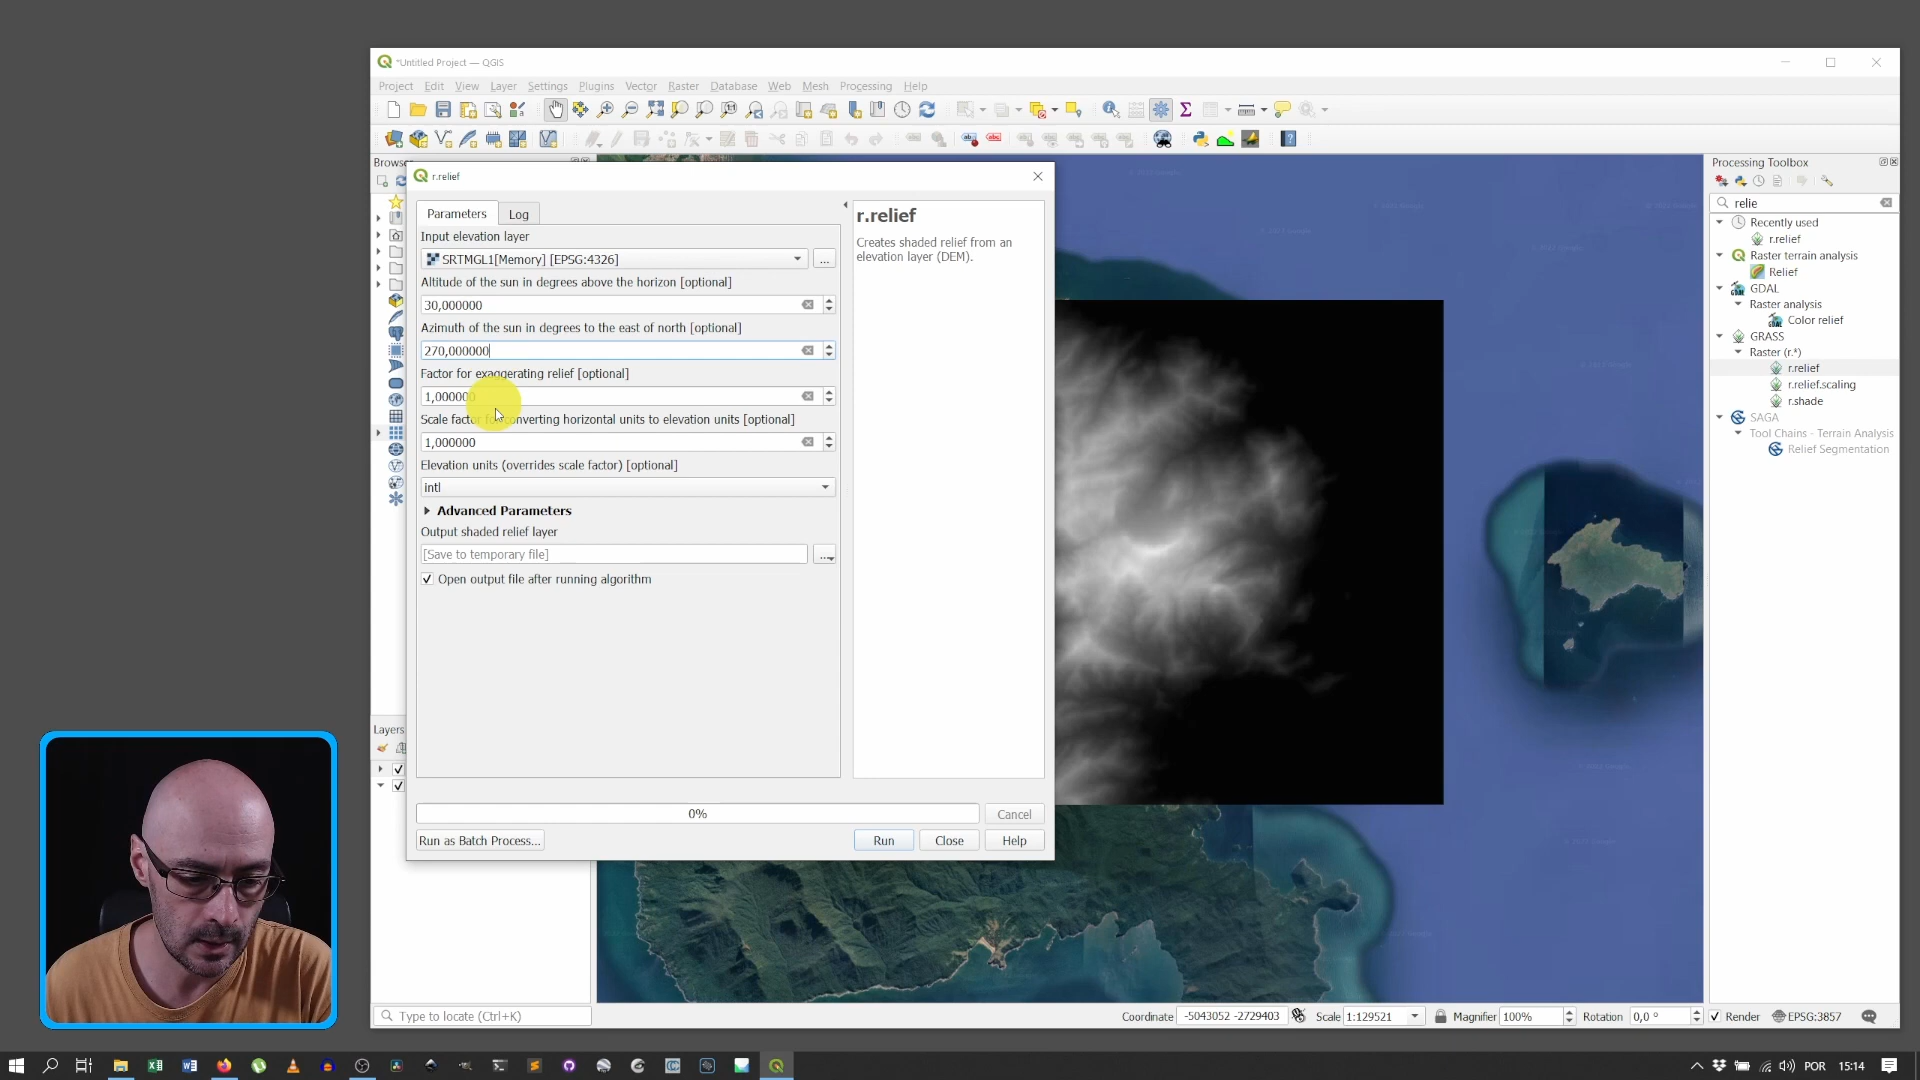 *Untitled Project — QGIS
Project Edit View Layer Settings Plugins Vector Raster Database Web Mesh Processing Help
Browser
r.relief
Parameters
Log
Input elevation layer
SRTMGL1[Memory] [EPSG:4326]
...
Altitude of the sun in degrees above the horizon [optional]
30,000000
Azimuth of the sun in degrees to the east of north [optional]
270,000000
Factor for exaggerating relief [optional]
1,000000
Scale factor for converting horizontal units to elevation units [optional]
1,000000
Elevation units (overrides scale factor) [optional]
intl
Advanced Parameters
Output shaded relief layer
[Save to temporary file]
...
Open output file after running algorithm
r.relief
Creates shaded relief from an
elevation layer (DEM).
0%
Cancel
Run as Batch Process...
Run
Close
Help
Layers
Processing Toolbox
relie
Recently used
r.relief
Raster terrain analysis
Relief
GDAL
Raster analysis
Color relief
GRASS
Raster (r.*)
r.relief
r.relief.scaling
r.shade
SAGA
Tool Chains - Terrain Analysis
Relief Segmentation
Type to locate (Ctrl+K)
Coordinate -5043052 -2729403 Scale 1:129521 Magnifier 100% Rotation 0,0 ° Render EPSG:3857
POR 15:14